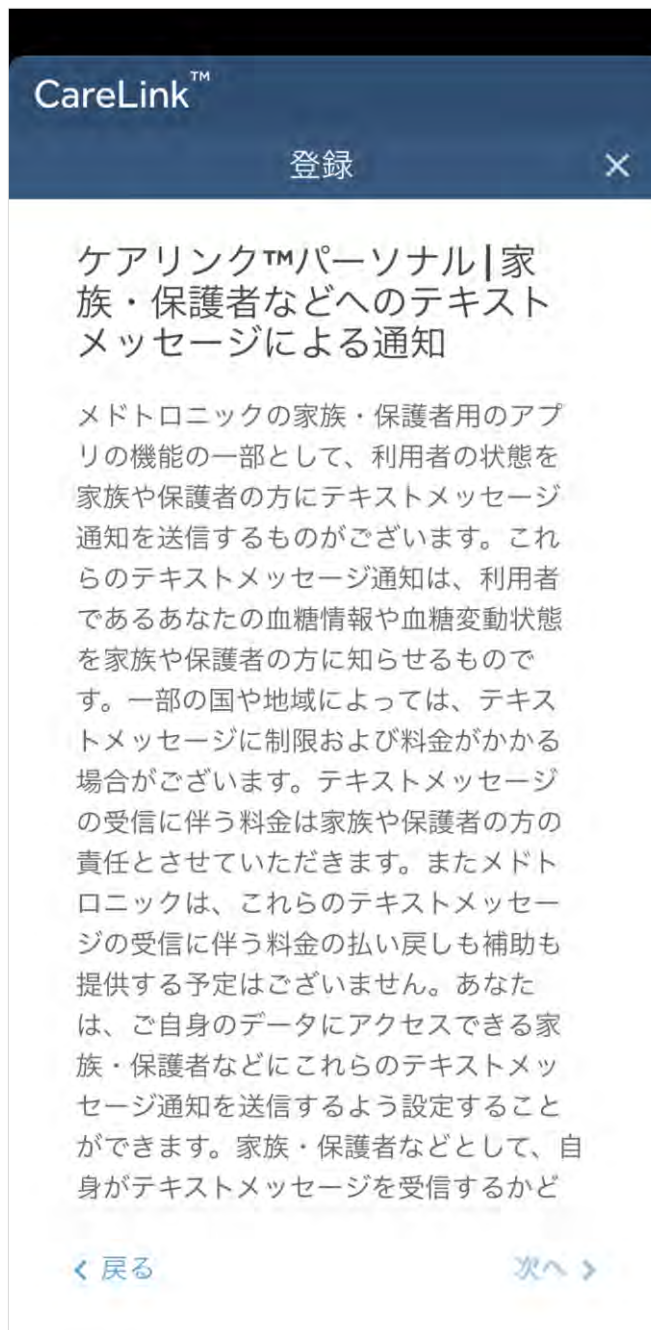 CareLink™
登録 ×
ケアリンク™パーソナル|家
族・保護者などへのテキスト
メッセージによる通知
メドトロニックの家族・保護者用のアプ
リの機能の一部として、利用者の状態を
家族や保護者の方にテキストメッセージ
通知を送信するものがございます。これ
らのテキストメッセージ通知は、利用者
であるあなたの血糖情報や血糖変動状態
を家族や保護者の方に知らせるもので
す。一部の国や地域によっては、テキス
トメッセージに制限および料金がかかる
場合がございます。テキストメッセージ
の受信に伴う料金は家族や保護者の方の
責任とさせていただきます。またメドト
ロニックは、これらのテキストメッセー
ジの受信に伴う料金の払い戻しも補助も
提供する予定はございません。あなた
は、ご自身のデータにアクセスできる家
族・保護者などにこれらのテキストメッ
セージ通知を送信するよう設定すること
ができます。家族・保護者などとして、自
身がテキストメッセージを受信するかど
戻る 次へ